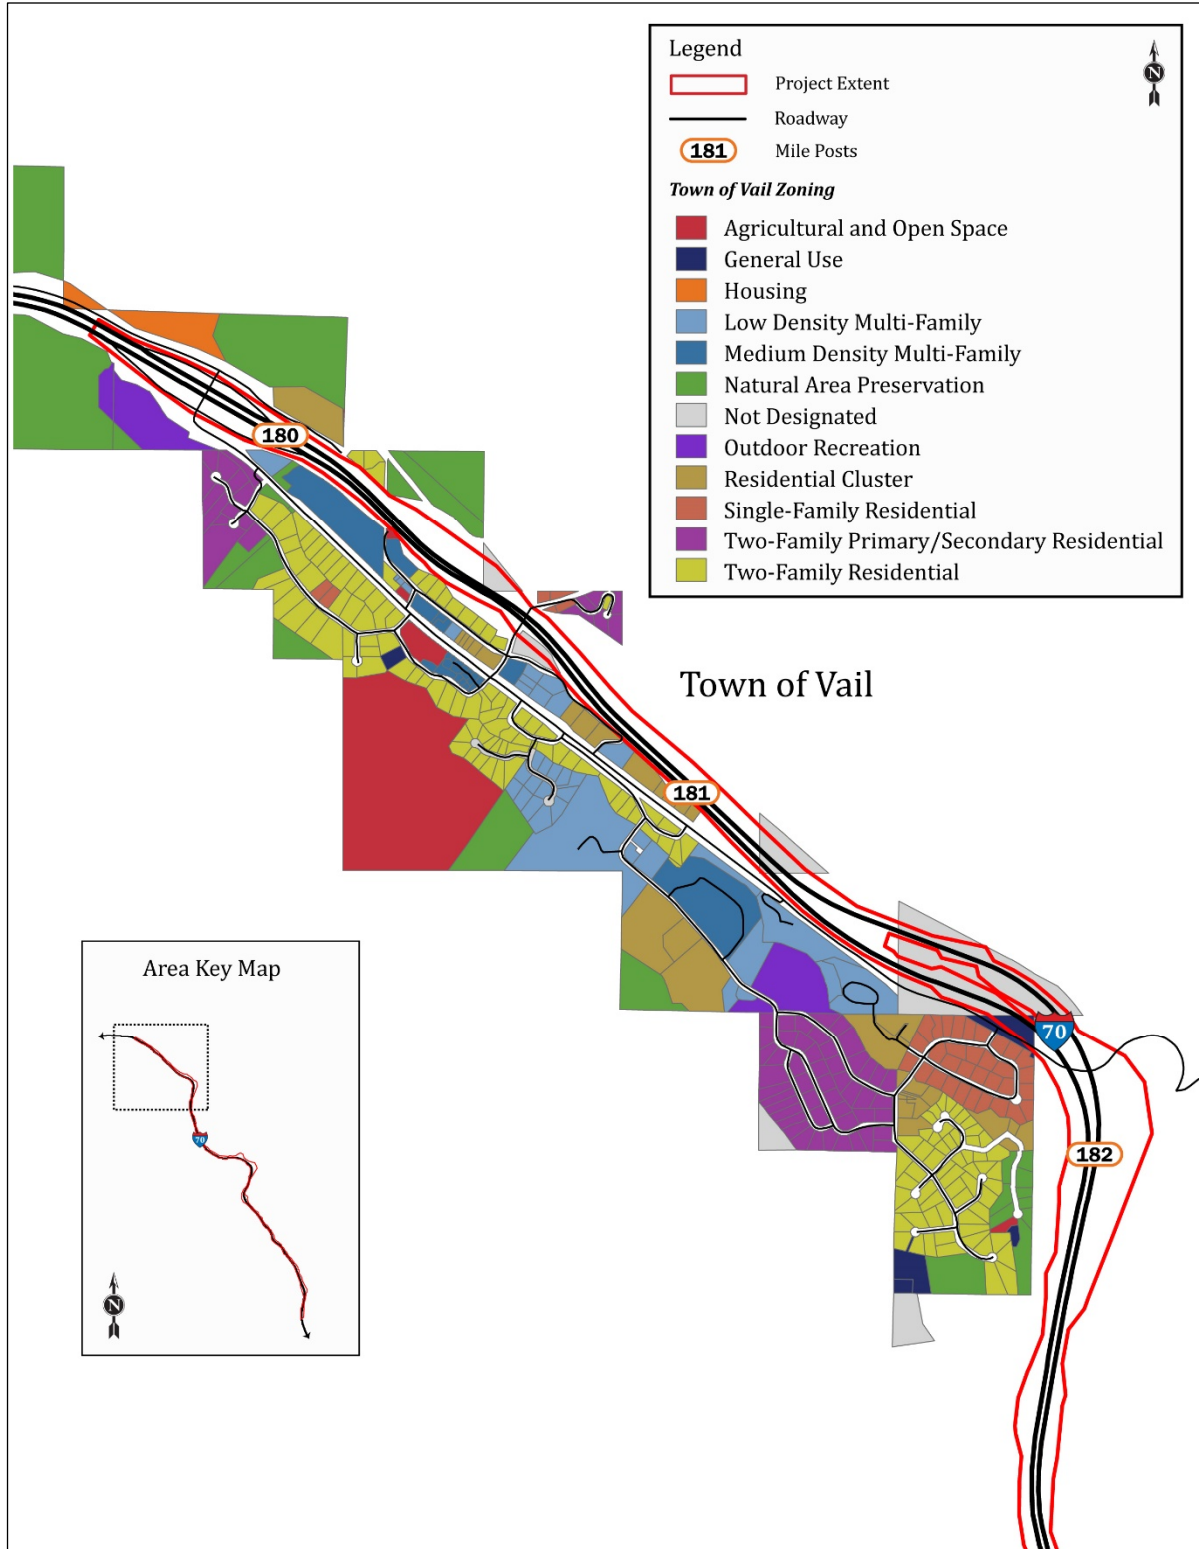 Legend
N
Project Extent
Roadway
181
Mile Posts
Town of Vail Zoning
Agricultural and Open Space
General Use
Housing
Low Density Multi-Family
Medium Density Multi-Family
Natural Area Preservation
Not Designated
Outdoor Recreation
Residential Cluster
Single-Family Residential
Two-Family Primary/Secondary Residential
Two-Family Residential
180
Town of Vail
181
70
182
Area Key Map
70
N